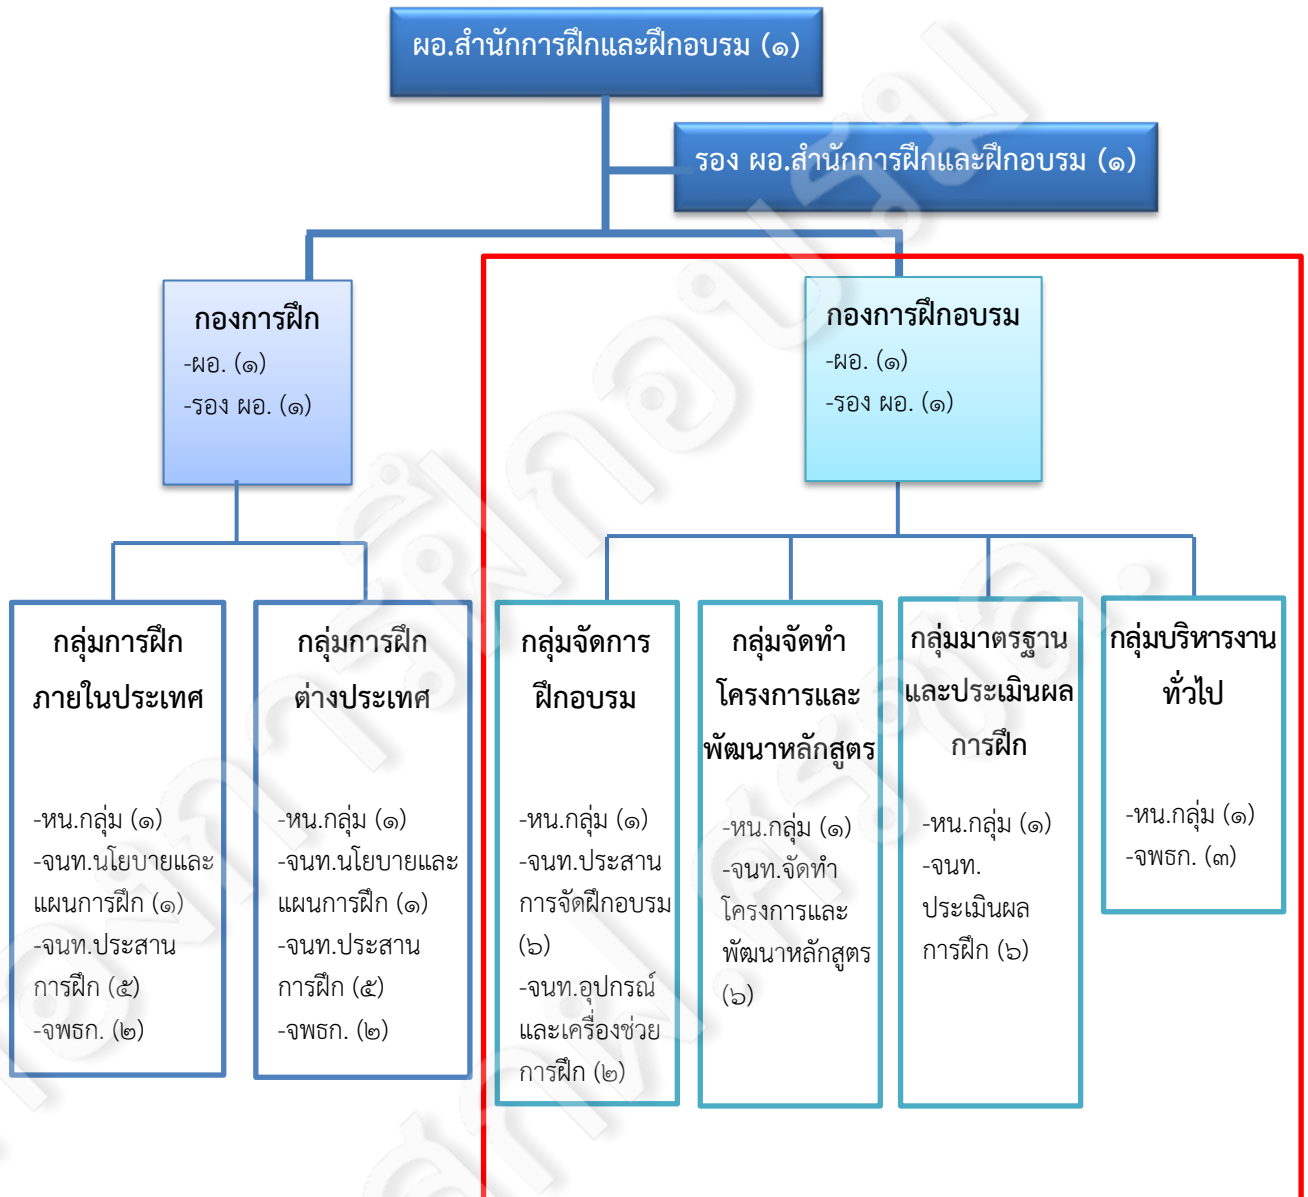 ผอ.สำนักการฝึกและฝึกอบรม (๑)
รอง ผอ.สำนักการฝึกและฝึกอบรม (๑)
กองการฝึก
-ผอ. (๑)
-รอง ผอ. (๑)
กองการฝึกอบรม
-ผอ. (๑)
-รอง ผอ. (๑)
กลุ่มการฝึก
ภายในประเทศ
-หน.กลุ่ม (๑)
-จนท.นโยบายและ
แผนการฝึก (๑)
-จนท.ประสาน
การฝึก (๕)
-จพธก. (๒)
กลุ่มการฝึก
ต่างประเทศ
-หน.กลุ่ม (๑)
-จนท.นโยบายและ
แผนการฝึก (๑)
-จนท.ประสาน
การฝึก (๕)
-จพธก. (๒)
กลุ่มจัดการ
ฝึกอบรม
-หน.กลุ่ม (๑)
-จนท.ประสาน
การจัดฝึกอบรม
(๖)
-จนท.อุปกรณ์
และเครื่องช่วย
การฝึก (๒)
กลุ่มจัดทำ
โครงการและ
พัฒนาหลักสูตร
-หน.กลุ่ม (๑)
-จนท.จัดทำ
โครงการและ
พัฒนาหลักสูตร
(๖)
กลุ่มมาตรฐาน
และประเมินผล
การฝึก
-หน.กลุ่ม (๑)
-จนท.
ประเมินผล
การฝึก (๖)
กลุ่มบริหารงาน
ทั่วไป
-หน.กลุ่ม (๑)
-จพธก. (๓)